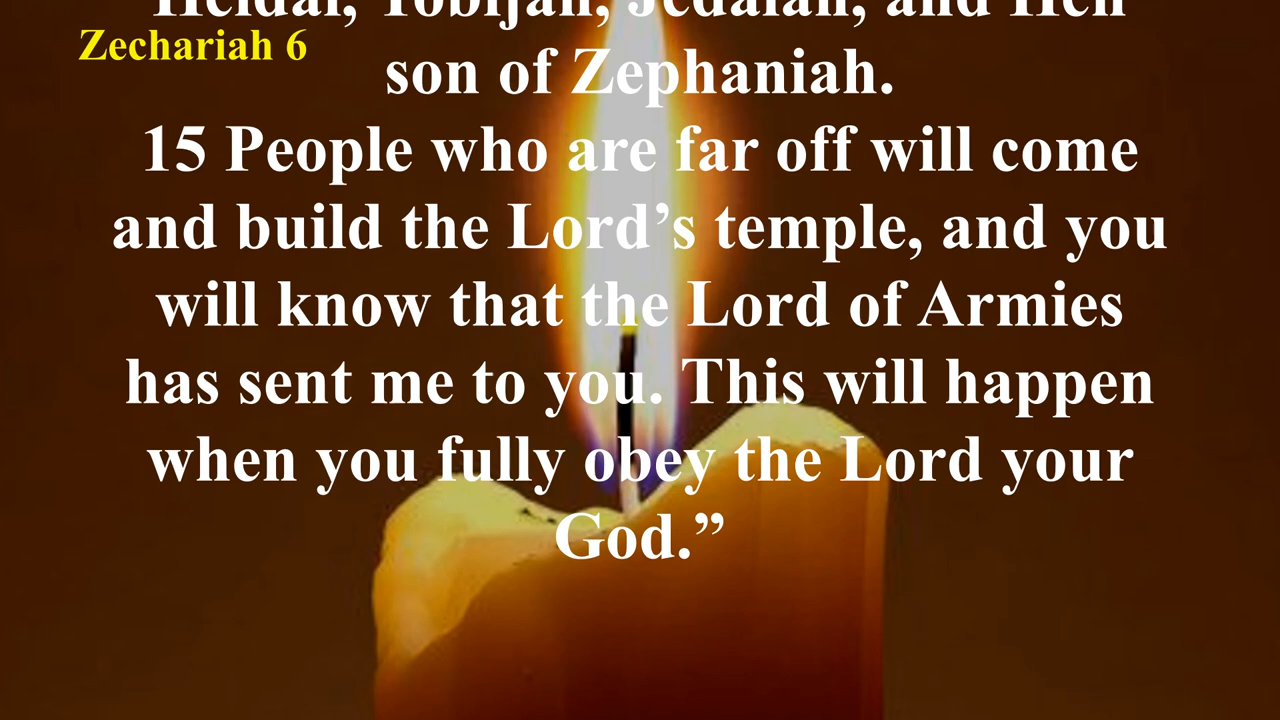 Heldai, Tobijah, Jedaiah, and Hen
Zechariah 6
son of Zephaniah.
15 People who are far off will come
and build the Lord’s temple, and you
will know that the Lord of Armies
has sent me to you. This will happen
when you fully obey the Lord your
God.”